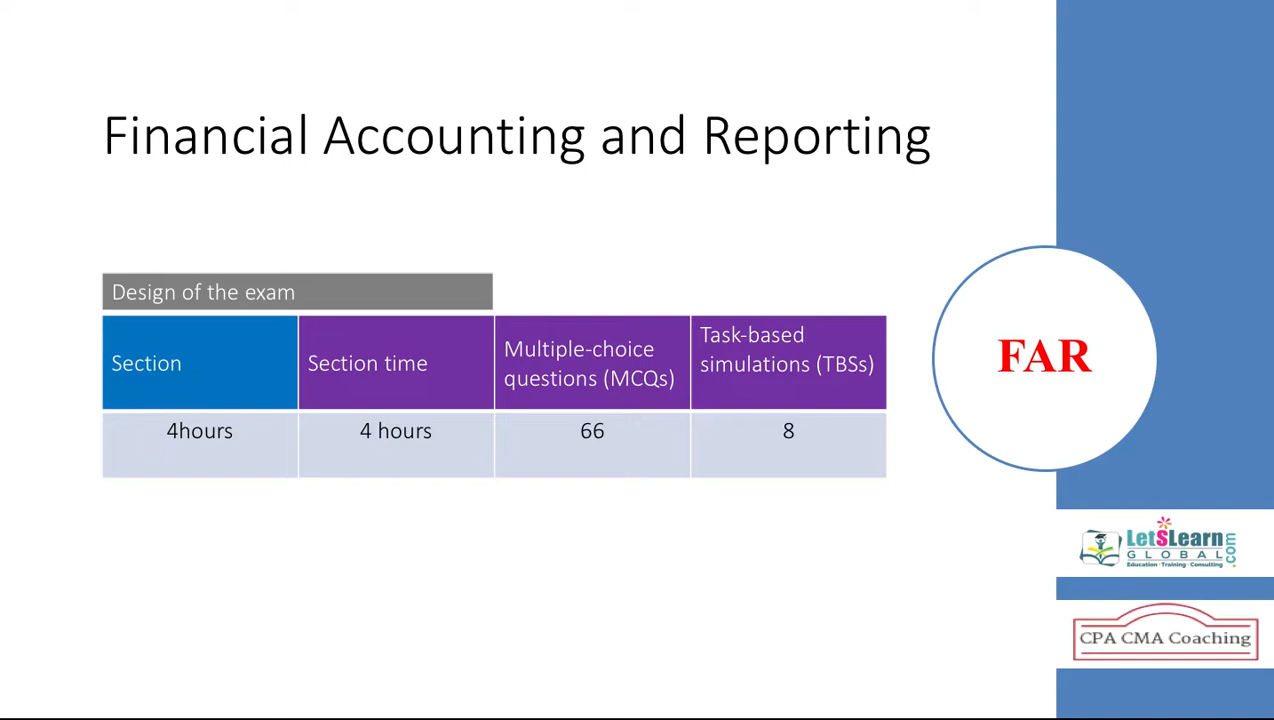 Financial Accounting and Reporting
Design of the exam
Section
Section time
Multiple-choice
questions (MCQs)
Task-based
simulations (TBSs)
4hours
4 hours
66
8
FAR
LetSLearn
GLOBAL
.com
Education · Training · Consulting
CPA CMA Coaching